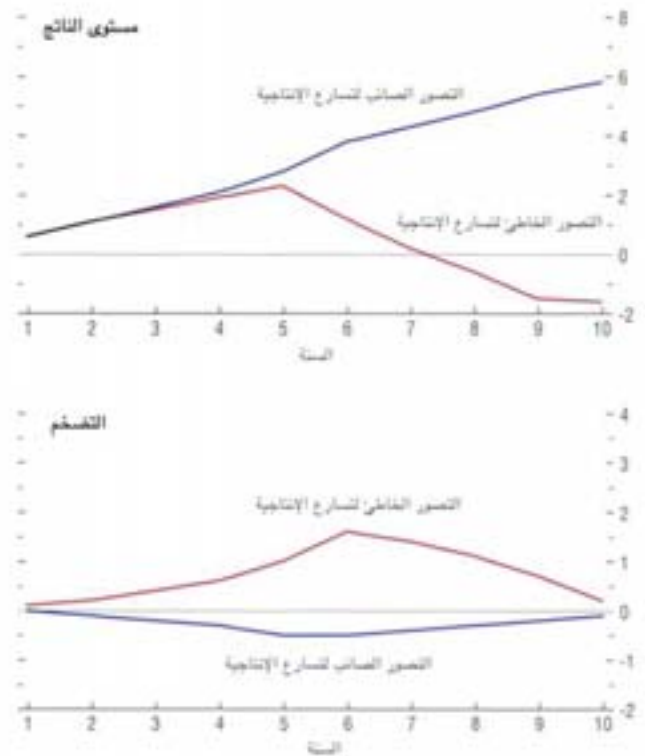 مستوى الناتج
8
6
التصور الصائب لتسارع الإنتاجية
4
2
التصور الخاطئ لتسارع الإنتاجية
0
-2
1 2 3 4 5 6 7 8 9 10
السنة
التضخم
4
3
التصور الخاطئ لتسارع الإنتاجية
2
1
0
التصور الصائب لتسارع الإنتاجية
-1
-2
1 2 3 4 5 6 7 8 9 10
السنة